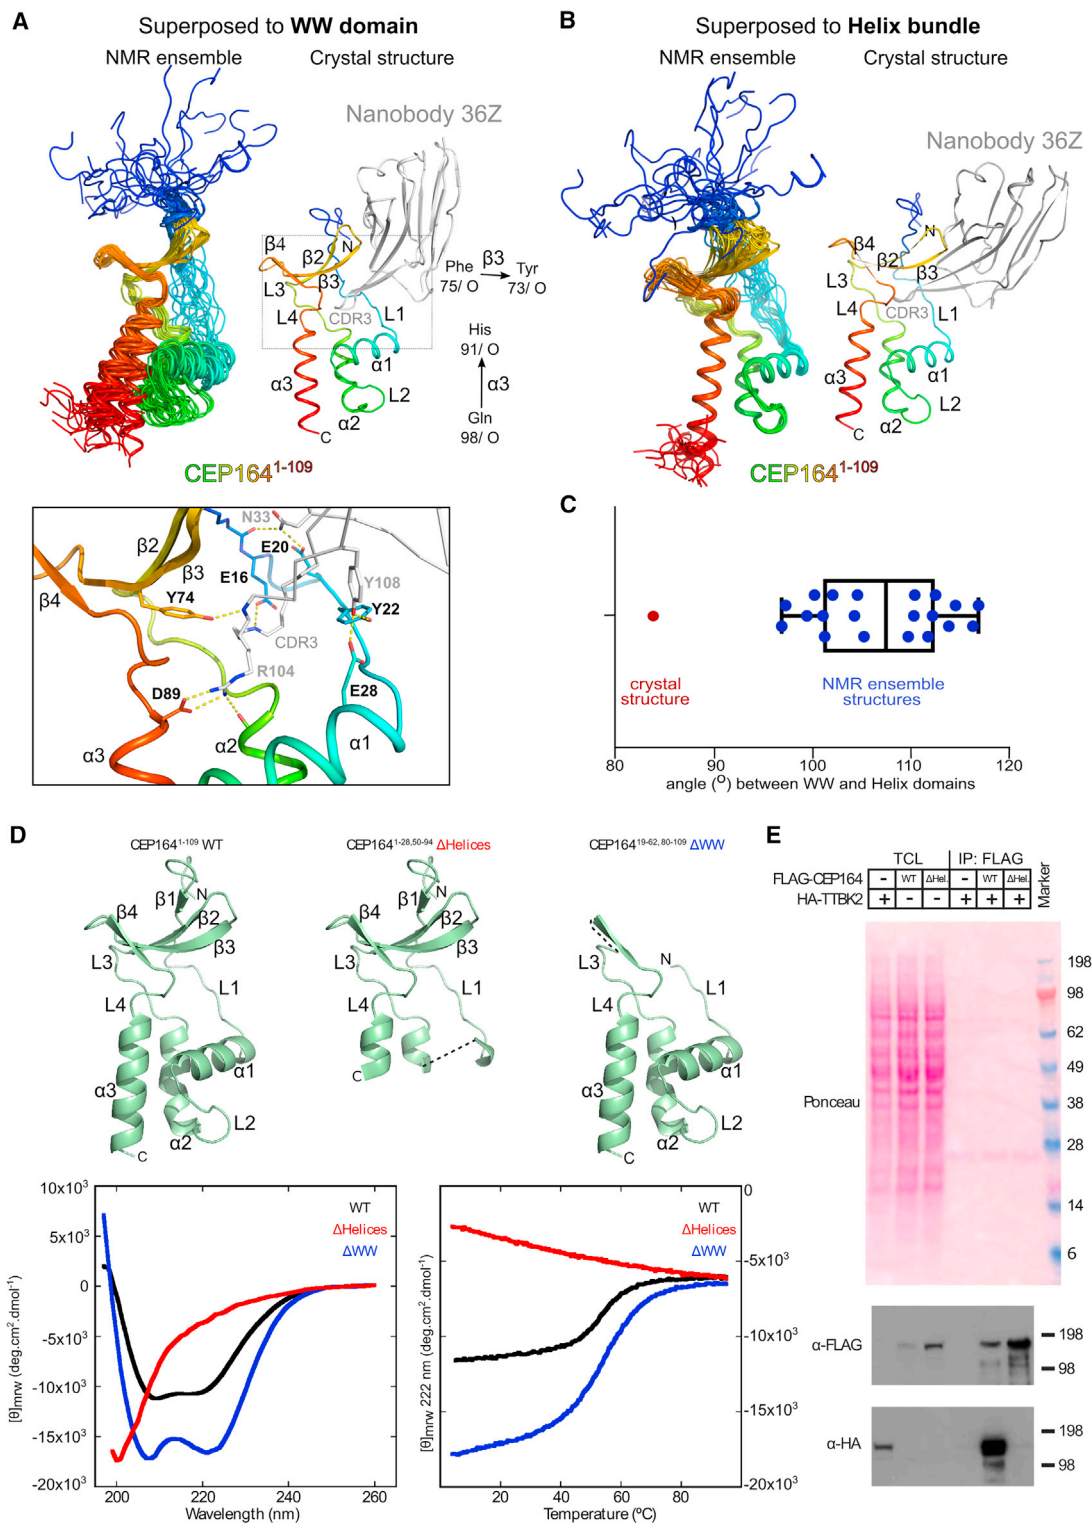 A
Superposed to WW domain
NMR ensemble
Crystal structure
Nanobody 36Z
β4
β2
N
β3
L3
L4
CDR3
L1
α1
α3
L2
α2
C
Phe
75/ O
β3
Tyr
73/ O
His
91/ O
α3
Gln
98/ O
CEP164¹⁻¹⁰⁹
B
Superposed to Helix bundle
NMR ensemble
Crystal structure
Nanobody 36Z
β4
N
β2
β3
L3
CDR3
L4
L1
α1
α3
L2
α2
C
CEP164¹⁻¹⁰⁹
N33
β2
E20
β3
E16
β4
Y74
Y108
Y22
CDR3
R104
D89
E28
α3
α2
α1
C
crystal
structure
NMR ensemble
structures
80
90
100
110
120
angle (º) between WW and Helix domains
D
CEP164¹⁻¹⁰⁹ WT
N
β1
β4
β2
β3
L3
L1
L4
α1
α3
L2
α2
C
CEP164¹⁻²⁸,⁵⁰⁻⁹⁴ ΔHelices
N
β1
β4
β2
β3
L3
L1
L4
C
CEP164¹⁹⁻⁶², ⁸⁰⁻¹⁰⁹ ΔWW
L3
N
L1
L4
α1
α3
L2
α2
C
10x10³
5x10³
0
-5x10³
-10x10³
-15x10³
-20x10³
[θ]mrw (deg.cm².dmol⁻¹)
WT
ΔHelices
ΔWW
200
220
240
260
Wavelength (nm)
[θ]mrw 222 nm (deg.cm².dmol⁻¹)
WT
ΔHelices
ΔWW
0
-5x10³
-10x10³
-15x10³
-20x10³
20
40
60
80
Temperature (ºC)
E
TCL
IP: FLAG
Marker
FLAG-CEP164
- WT ΔHel. - WT ΔHel.
HA-TTBK2
+ - - + + +
198
98
62
49
38
28
14
6
Ponceau
α-FLAG
198
98
α-HA
198
98